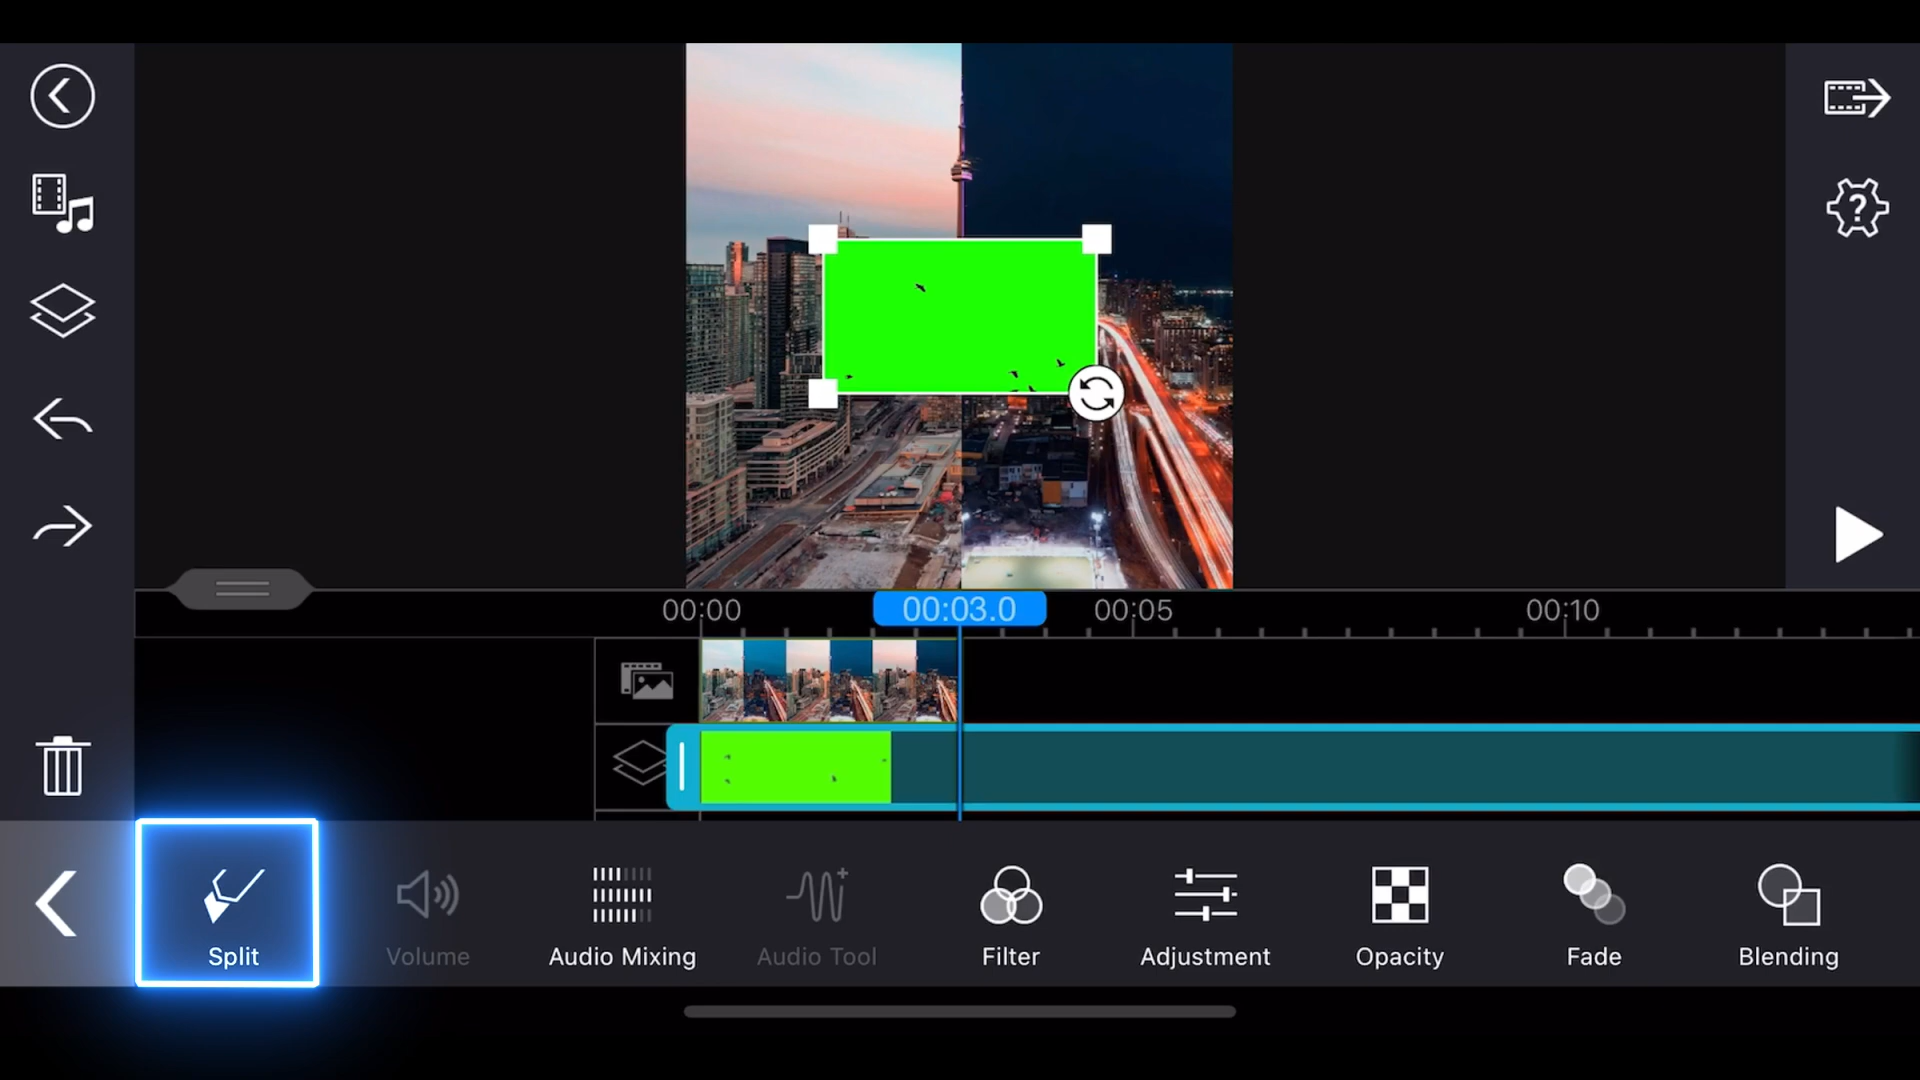 00:00
00:03.0
00:05
00:10
Split
Volume
Audio Mixing
Audio Tool
Filter
Adjustment
Opacity
Fade
Blending